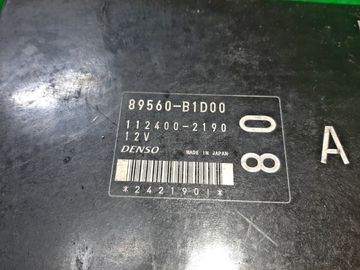 89560-B1D00
112400-2190
12V
DENSO MADE IN JAPAN
*2421901*
08
A